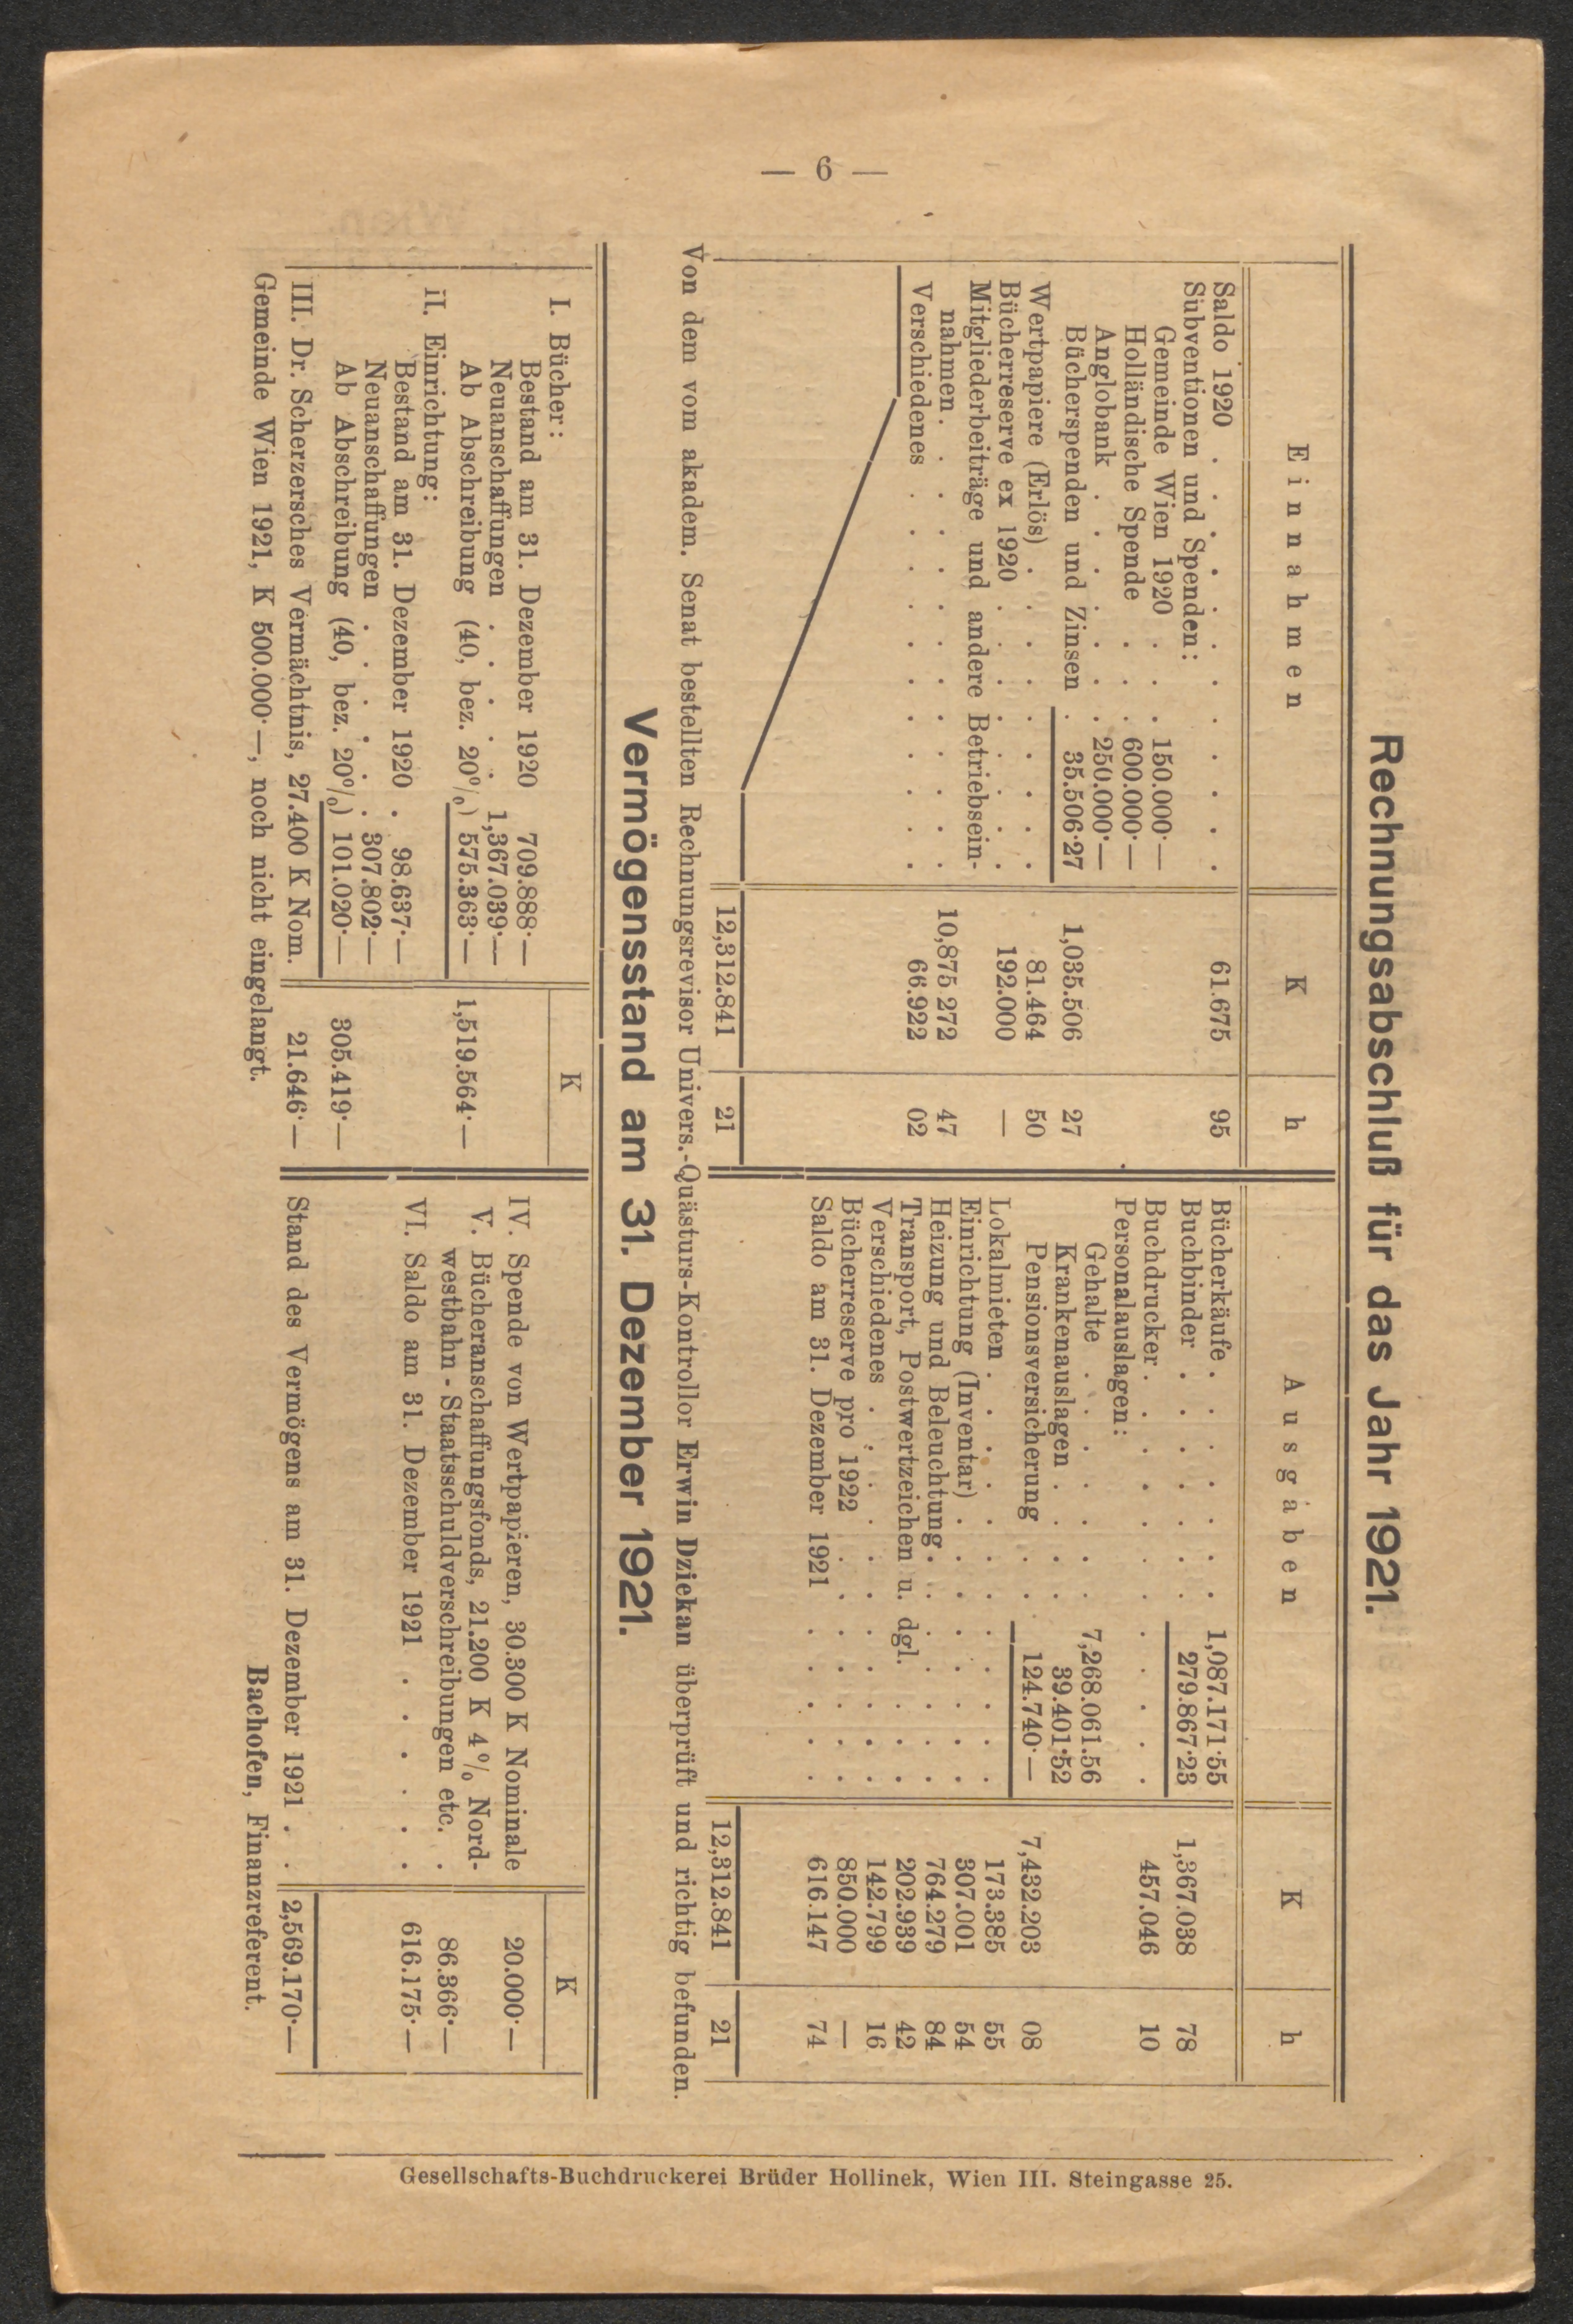 — 6 —
Rechnungsabschluß für das Jahr 1921.
Einnahmen K h
Saldo 1920 . . . . . . . . 61.675 95
Subventionen und Spenden:
Gemeinde Wien 1920 . . . 150.000·—
Holländische Spende . . . 600.000·—
Anglobank . . . . . 250.000·—
Bücherspenden und Zinsen . 35.506·27 1,035.506 27
Wertpapiere (Erlös) . . . . . . 81.464 50
Bücherreserve ex 1920 . . . . . 192.000 —
Mitgliederbeiträge und andere Betriebsein-
nahmen . . . . . . . . 10,875 272 47
Verschiedenes . . . . . . . 66.922 02
12,312.841 21
Ausgaben K h
Bücherkäufe . . . . . 1,087.171·55
Buchbinder . . . . . 279.867·23 1,367.038 78
Buchdrucker . . . . . . . . 457.046 10
Personalauslagen:
Gehalte . . . . . 7,268.061.56
Krankenauslagen . . . 39.401·52
Pensionsversicherung . . 124.740·— 7,432.203 08
Lokalmieten . . . . . . . . 173.385 55
Einrichtung (Inventar) . . . . . 307.001 54
Heizung und Beleuchtung . . . . . 764.279 84
Transport, Postwertzeichen u. dgl. . . . 202.939 42
Verschiedenes . . . . . . . . 142.799 16
Bücherreserve pro 1922 . . . . . 850.000 —
Saldo am 31. Dezember 1921 . . . . 616.147 74
12,312.841 21
Von dem vom akadem. Senat bestellten Rechnungsrevisor Univers.-Quästurs-Kontrollor Erwin Dziekan überprüft und richtig befunden.
Vermögensstand am 31. Dezember 1921.
K
I. Bücher:
Bestand am 31. Dezember 1920 709.888·—
Neuanschaffungen . . . . . 1,367.039·—
Ab Abschreibung (40, bez. 20%) 575.363·— 1,519.564·—
II. Einrichtung:
Bestand am 31. Dezember 1920 . 98.637·—
Neuanschaffungen . . . . . 307.802·—
Ab Abschreibung (40, bez. 20%) 101.020·— 305.419·—
III. Dr. Scherzersches Vermächtnis, 27.400 K Nom. 21.646·—
Gemeinde Wien 1921, K 500.000·—, noch nicht eingelangt.
K
IV. Spende von Wertpapieren, 30.300 K Nominale 20.000·—
V. Bücheranschaffungsfonds, 21.200 K 4% Nord-
westbahn - Staatsschuldverschreibungen etc. . 86.366·—
VI. Saldo am 31. Dezember 1921 . . . . . . 616.175·—
Stand des Vermögens am 31. Dezember 1921 . . 2,569.170·—
Bachofen, Finanzreferent.
Gesellschafts-Buchdruckerei Brüder Hollinek, Wien III. Steingasse 25.